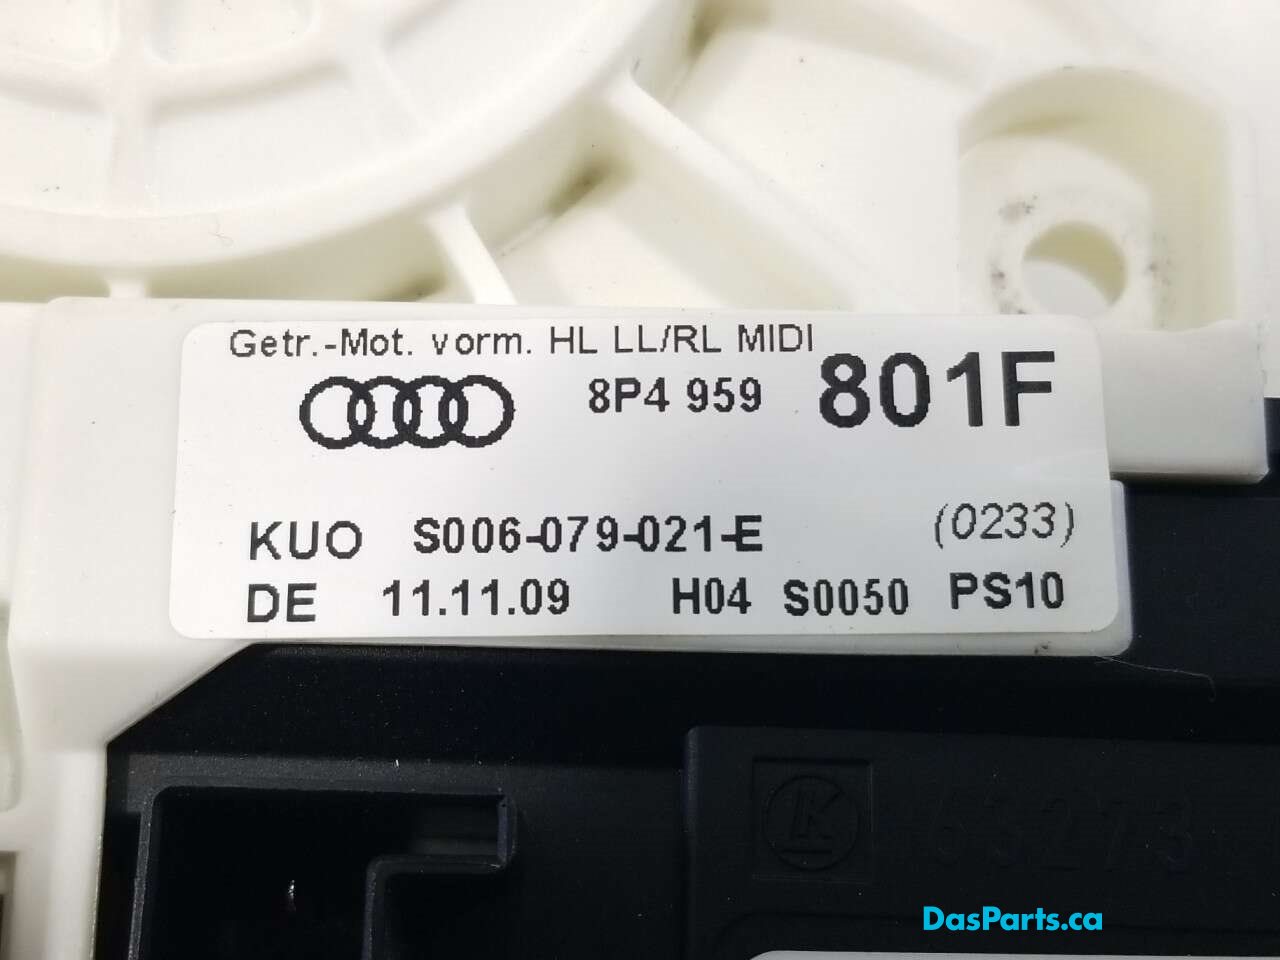 Getr.-Mot. vorm. HL LL/RL MIDI
8P4 959 801F
KUO S006-079-021-E (0233)
DE 11.11.09 H04 S0050 PS10
K
DasParts.ca